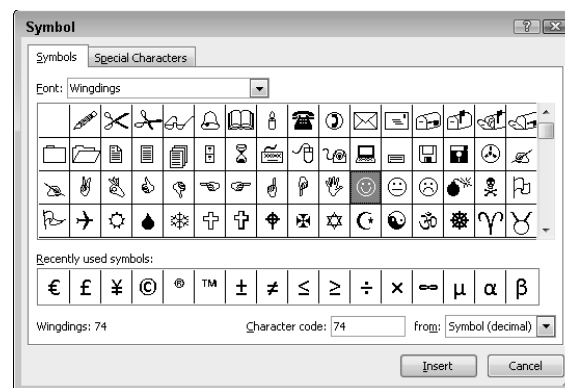 Symbol
Symbols Special Characters
Font: Wingdings
Recently used symbols:
€ £ ¥ © ® ™ ± ≠ ≤ ≥ ÷ × ∞ µ α β
Wingdings: 74 Character code: 74 from: Symbol (decimal)
Insert Cancel